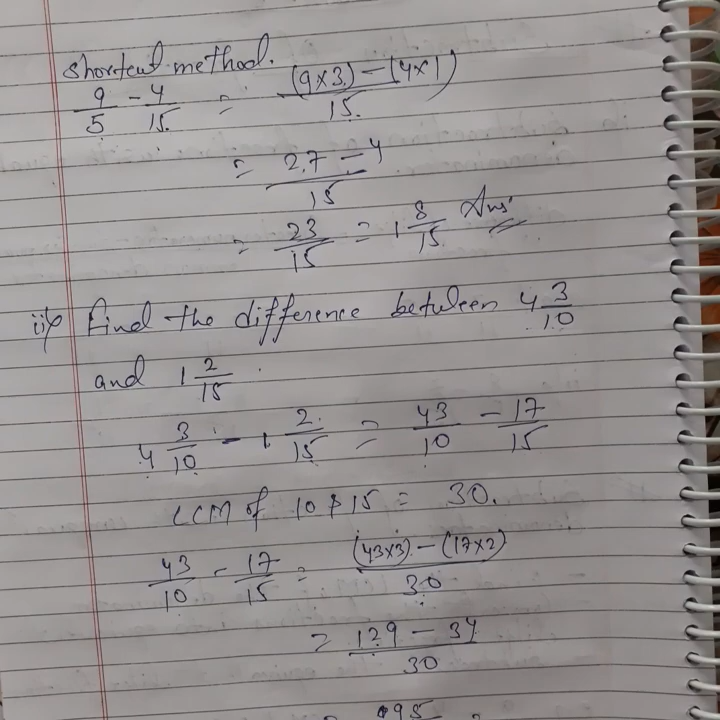 Shortcut method.
9/5 - 4/15 = (9×3) - (4×1)/15
= 27 - 4/15
= 23/15 = 1 8/15 Ans
ii) Find the difference between 4 3/10
and 1 2/15.
4 3/10 - 1 2/15 = 43/10 - 17/15
LCM of 10 & 15 = 30.
43/10 - 17/15 = (43×3) - (17×2)/30
= 129 - 34/30
= 95 =